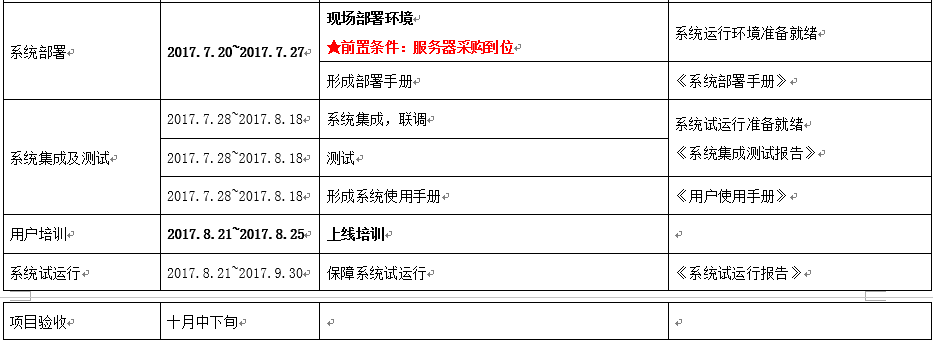 系统部署
2017.7.20~2017.7.27
现场部署环境
★前置条件：服务器采购到位
系统运行环境准备就绪
形成部署手册
《系统部署手册》
系统集成及测试
2017.7.28~2017.8.18
系统集成，联调
系统试运行准备就绪
《系统集成测试报告》
2017.7.28~2017.8.18
测试
2017.7.28~2017.8.18
形成系统使用手册
《用户使用手册》
用户培训
2017.8.21~2017.8.25
上线培训
系统试运行
2017.8.21~2017.9.30
保障系统试运行
《系统试运行报告》
项目验收
十月中下旬